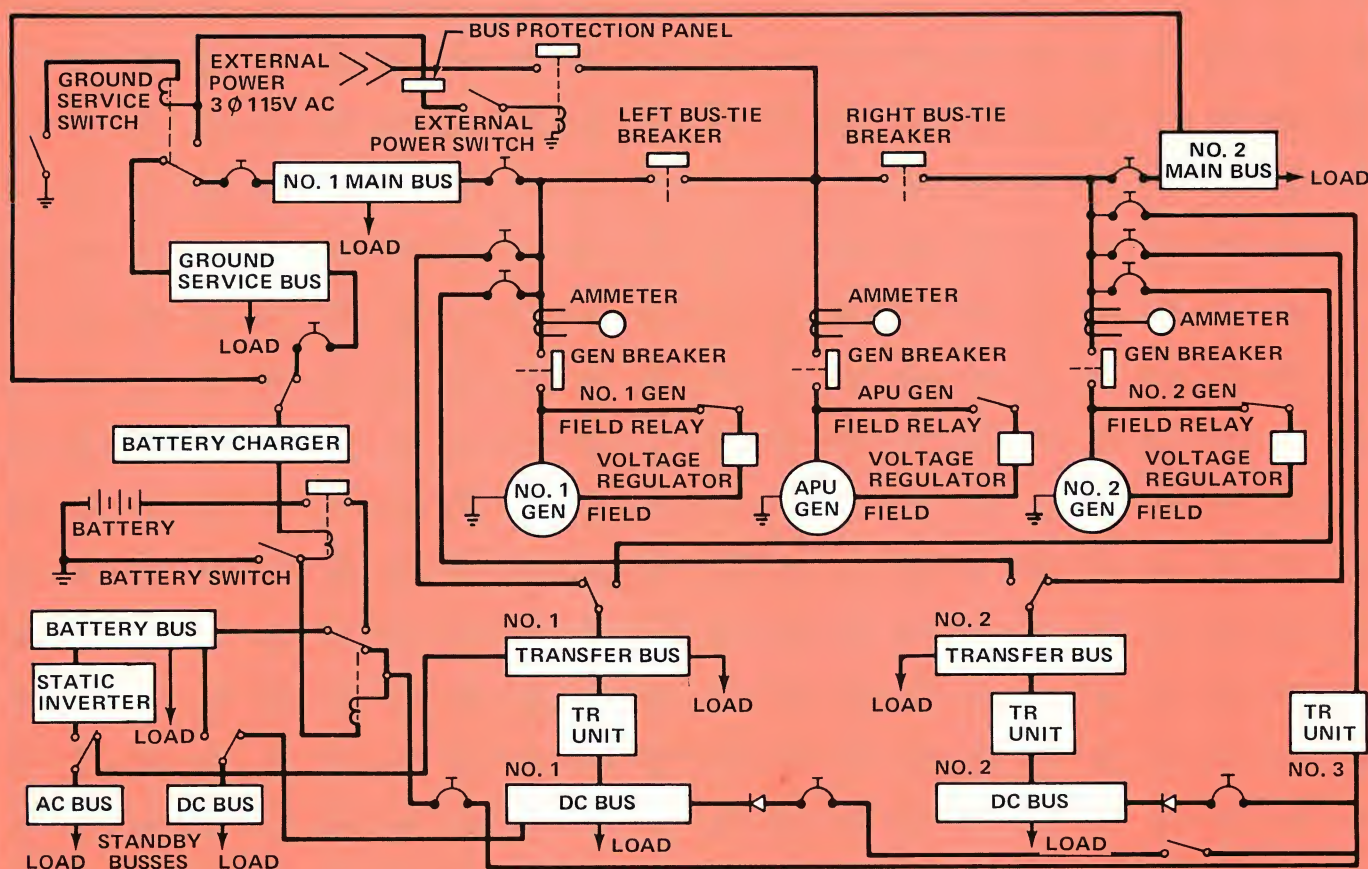 BUS PROTECTION PANEL
GROUND
SERVICE
SWITCH
EXTERNAL
POWER
3 Ø 115V AC
EXTERNAL
POWER SWITCH
LEFT BUS-TIE
BREAKER
RIGHT BUS-TIE
BREAKER
NO. 2
MAIN BUS
LOAD
NO. 1 MAIN BUS
LOAD
GROUND
SERVICE BUS
LOAD
AMMETER
GEN BREAKER
NO. 1 GEN
FIELD RELAY
VOLTAGE
REGULATOR
NO. 1
GEN
FIELD
AMMETER
GEN BREAKER
APU GEN
FIELD RELAY
VOLTAGE
REGULATOR
APU
GEN
FIELD
AMMETER
GEN BREAKER
NO. 2 GEN
FIELD RELAY
VOLTAGE
REGULATOR
NO. 2
GEN
FIELD
BATTERY CHARGER
BATTERY
BATTERY SWITCH
BATTERY BUS
STATIC
INVERTER
LOAD
AC BUS
DC BUS
LOAD
STANDBY
BUSSES
LOAD
NO. 1
TRANSFER BUS
LOAD
TR
UNIT
NO. 1
DC BUS
LOAD
NO. 2
TRANSFER BUS
LOAD
TR
UNIT
NO. 2
DC BUS
LOAD
TR
UNIT
NO. 3